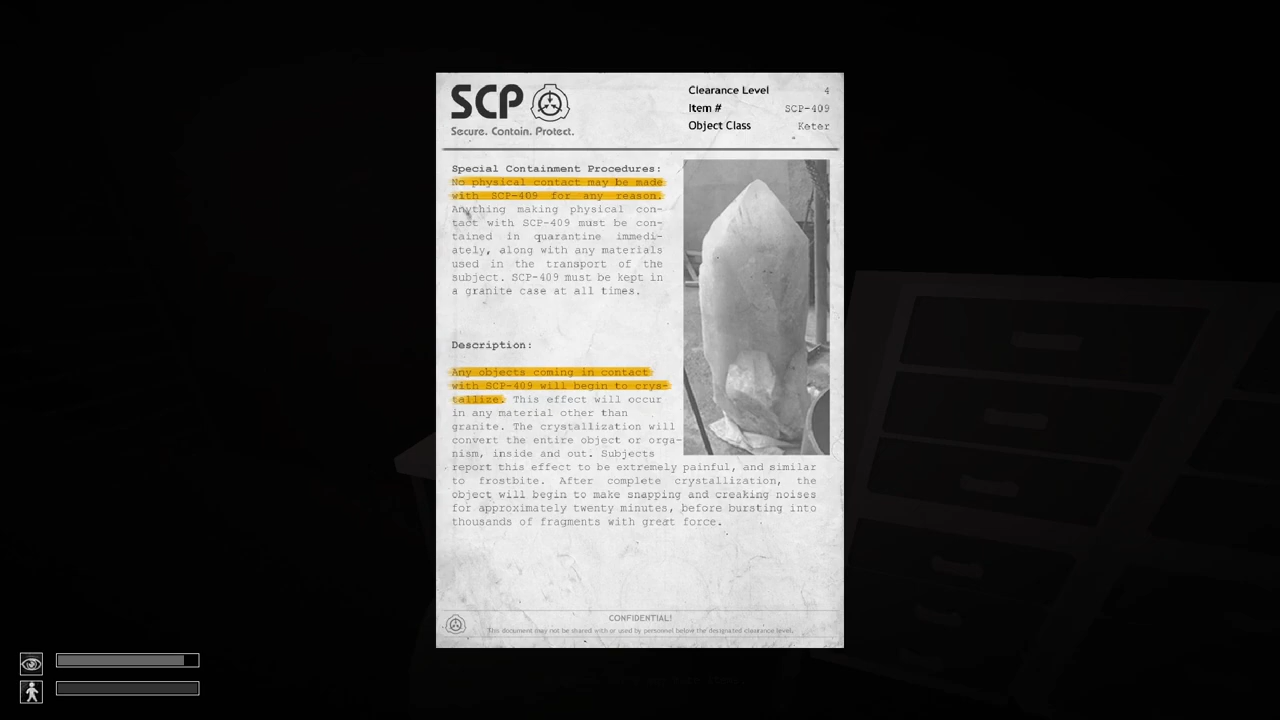 SCP
Secure. Contain. Protect.
Clearance Level 4
Item # SCP-409
Object Class Keter
Special Containment Procedures:
No physical contact may be made
with SCP-409 for any reason.
Anything making physical con-
tact with SCP-409 must be con-
tained in quarantine immedi-
ately, along with any materials
used in the transport of the
subject. SCP-409 must be kept in
a granite case at all times.
Description:
Any objects coming in contact
with SCP-409 will begin to crys-
tallize. This effect will occur
in any material other than
granite. The crystallization will
convert the entire object or orga-
nism, inside and out. Subjects
report this effect to be extremely painful, and similar
to frostbite. After complete crystallization, the
object will begin to make snapping and creaking noises
for approximately twenty minutes, before bursting into
thousands of fragments with great force.
CONFIDENTIAL!
This document may not be shared with or used by personnel below the designated clearance level.